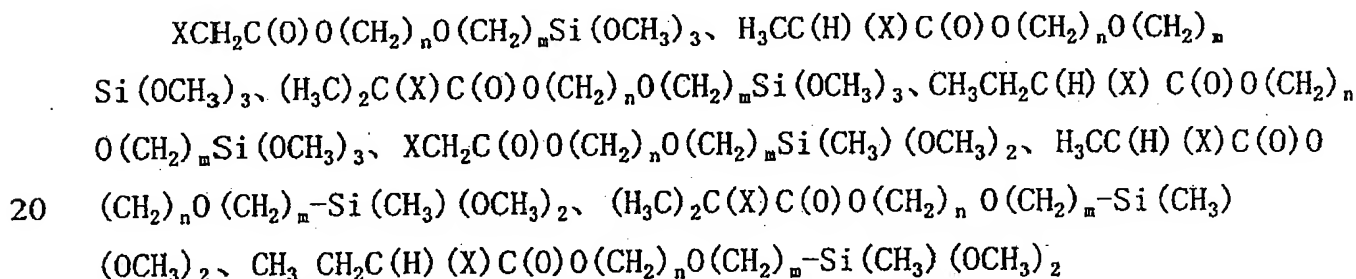 XCH₂C(O)O(CH₂)ₙO(CH₂)ₘSi(OCH₃)₃、H₃CC(H)(X)C(O)O(CH₂)ₙO(CH₂)ₘ
Si(OCH₃)₃、(H₃C)₂C(X)C(O)O(CH₂)ₙO(CH₂)ₘSi(OCH₃)₃、CH₃CH₂C(H)(X) C(O)O(CH₂)ₙ
O(CH₂)ₘSi(OCH₃)₃、 XCH₂C(O)O(CH₂)ₙO(CH₂)ₘSi(CH₃)(OCH₃)₂、 H₃CC(H)(X)C(O)O
20 (CH₂)ₙO(CH₂)ₘ-Si(CH₃)(OCH₃)₂、 (H₃C)₂C(X)C(O)O(CH₂)ₙ O(CH₂)ₘ-Si(CH₃)
(OCH₃)₂、 CH₃ CH₂C(H)(X)C(O)O(CH₂)ₙO(CH₂)ₘ-Si(CH₃)(OCH₃)₂